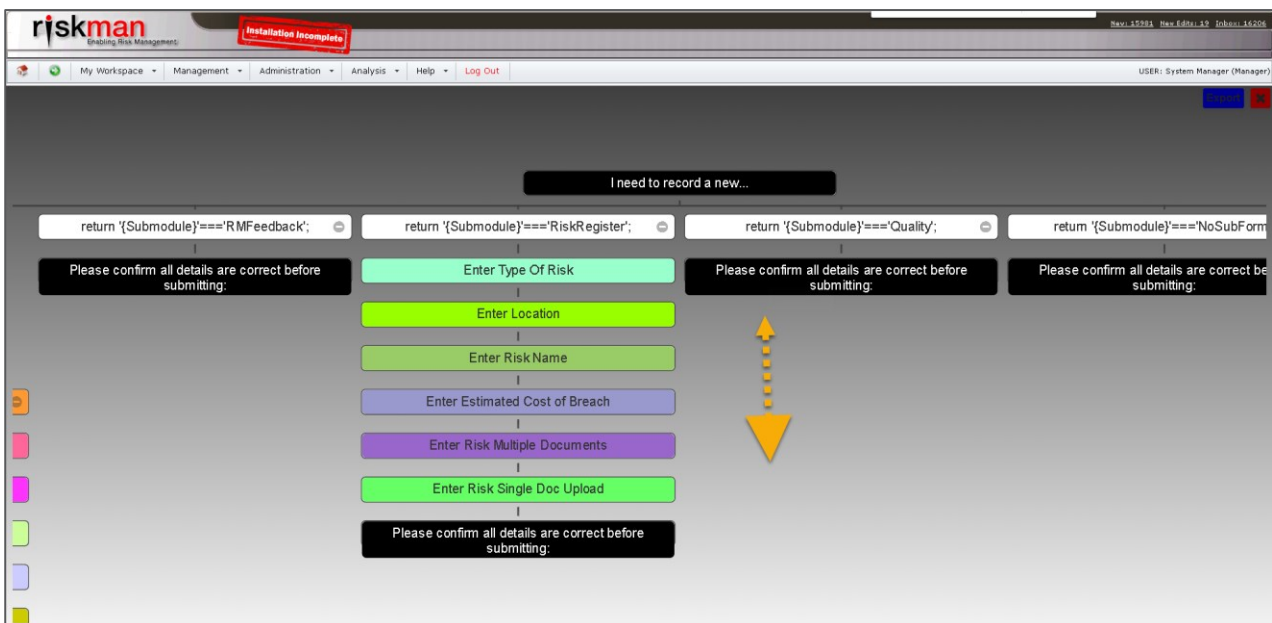 riskman
Enabling Risk Management
Installation Incomplete
New: 15981 New Edits: 19 Inbox: 16206
My Workspace Management Administration Analysis Help Log Out
USER: System Manager (Manager)
Export
I need to record a new...
return '{Submodule}'==='RMFeedback';
return '{Submodule}'==='RiskRegister';
return '{Submodule}'==='Quality';
return '{Submodule}'==='NoSubForm
Please confirm all details are correct before
submitting:
Enter Type Of Risk
Please confirm all details are correct before
submitting:
Please confirm all details are correct be
submitting:
Enter Location
Enter Risk Name
Enter Estimated Cost of Breach
Enter Risk Multiple Documents
Enter Risk Single Doc Upload
Please confirm all details are correct before
submitting: